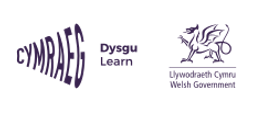 CYMRAEG
Dysgu
Learn
Llywodraeth Cymru
Welsh Government